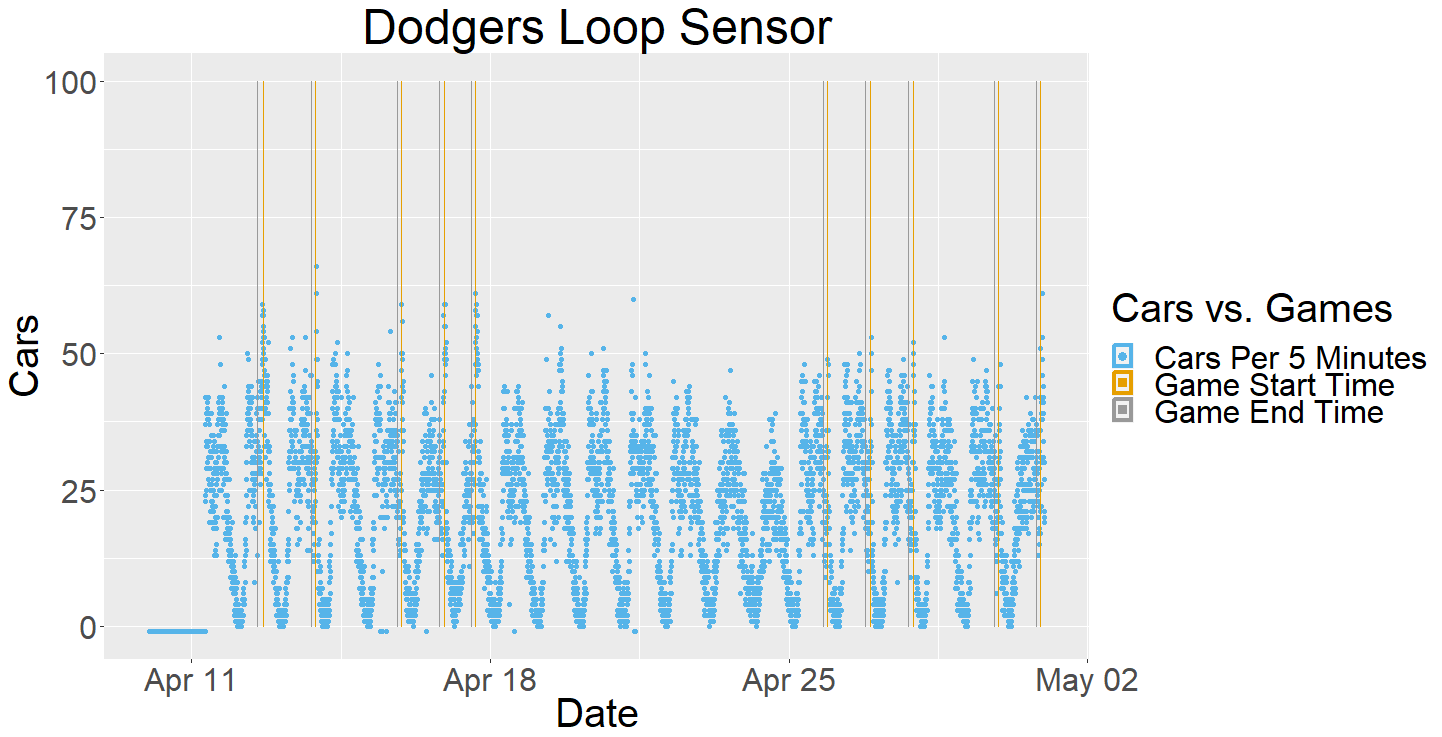 Dodgers Loop Sensor
Cars
100
75
50
25
0
Apr 11
Apr 18
Apr 25
May 02
Date
Cars vs. Games
Cars Per 5 Minutes
Game Start Time
Game End Time